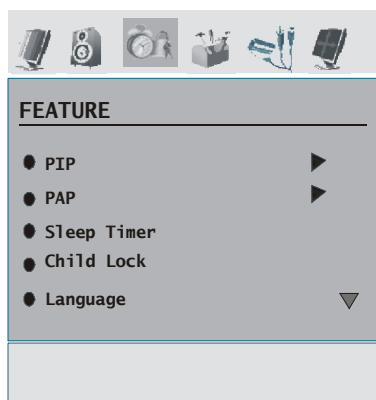 FEATURE
PIP
PAP
Sleep Timer
Child Lock
Language